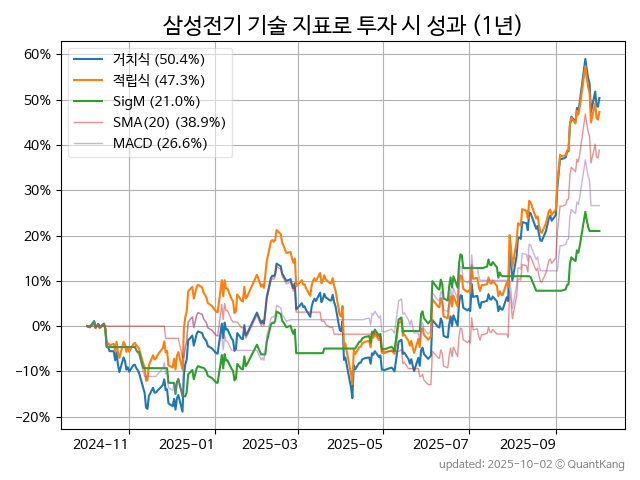 삼성전기 기술 지표로 투자 시 성과 (1년)
거치식 (50.4%)
적립식 (47.3%)
SigM (21.0%)
SMA(20) (38.9%)
MACD (26.6%)
60%
50%
40%
30%
20%
10%
0%
−10%
−20%
2024-11 2025-01 2025-03 2025-05 2025-07 2025-09
updated: 2025-10-02 © QuantKang